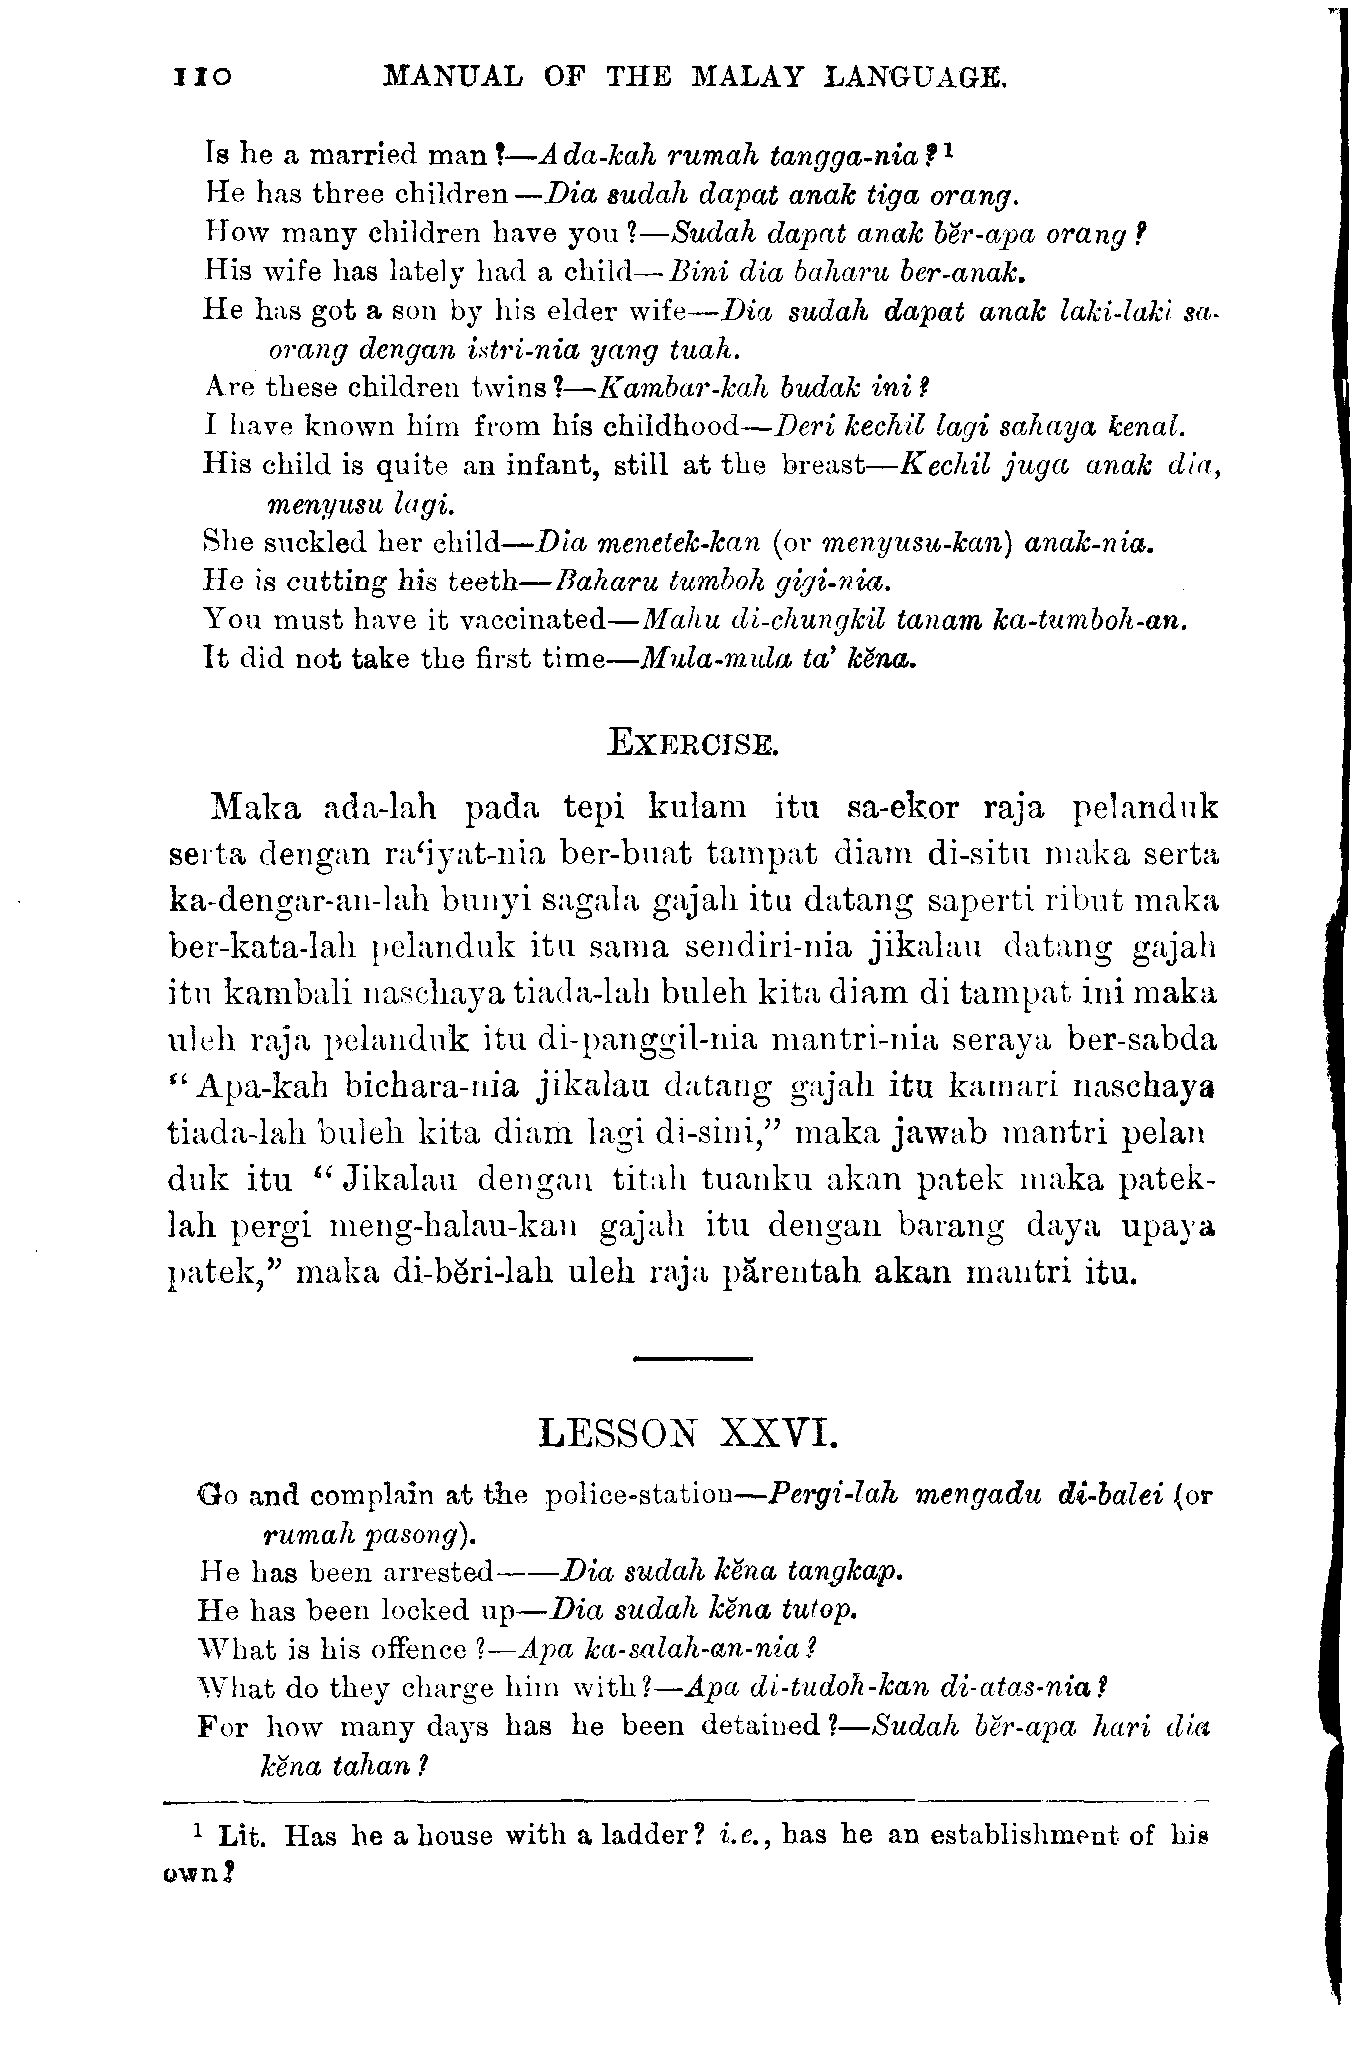 110 MANUAL OF THE MALAY LANGUAGE.
Is he a married man?—Ada-kah rumah tangga-nia?¹
He has three children—Dia sudah dapat anak tiga orang.
How many children have you?—Sudah dapat anak bĕr-apa orang?
His wife has lately had a child—Bini dia baharu ber-anak.
He has got a son by his elder wife—Dia sudah dapat anak laki-laki sa-
orang dengan istri-nia yang tuah.
Are these children twins?—Kambar-kah budak ini?
I have known him from his childhood—Deri kechil lagi sahaya kenal.
His child is quite an infant, still at the breast—Kechil juga anak dia,
menyusu lagi.
She suckled her child—Dia menetek-kan (or menyusu-kan) anak-nia.
He is cutting his teeth—Baharu tumboh gigi-nia.
You must have it vaccinated—Mahu di-chungkil tanam ka-tumboh-an.
It did not take the first time—Mula-mula ta' kĕna.
EXERCISE.
Maka ada-lah pada tepi kulam itu sa-ekor raja pelanduk
serta dengan ra‘iyat-nia ber-buat tampat diam di-situ maka serta
ka-dengar-an-lah bunyi sagala gajah itu datang saperti ribut maka
ber-kata-lah pelanduk itu sama sendiri-nia jikalau datang gajah
itu kambali naschaya tiada-lah buleh kita diam di tampat ini maka
uleh raja pelanduk itu di-panggil-nia mantri-nia seraya ber-sabda
“Apa-kah bichara-nia jikalau datang gajah itu kamari naschaya
tiada-lah buleh kita diam lagi di-sini,” maka jawab mantri pelan
duk itu “Jikalau dengan titah tuanku akan patek maka patek-
lah pergi meng-halau-kan gajah itu dengan barang daya upaya
patek,” maka di-bĕri-lah uleh raja părentah akan mantri itu.
LESSON XXVI.
Go and complain at the police-station—Pergi-lah mengadu di-balei (or
rumah pasong).
He has been arrested——Dia sudah kĕna tangkap.
He has been locked up—Dia sudah kĕna tutop.
What is his offence?—Apa ka-salah-an-nia?
What do they charge him with?—Apa di-tudoh-kan di-atas-nia?
For how many days has he been detained?—Sudah bĕr-apa hari dia
kĕna tahan?
¹ Lit. Has he a house with a ladder? i.e., has he an establishment of his
own?